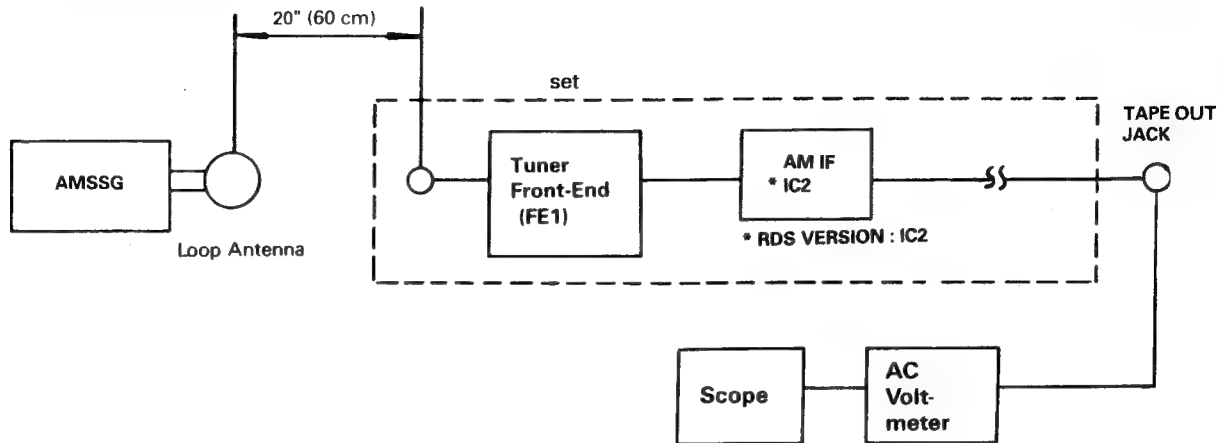 20" (60 cm)
set
TAPE OUT
JACK
AMSSG
Loop Antenna
Tuner
Front-End
(FE1)
AM IF
* IC2
* RDS VERSION : IC2
Scope
AC
Volt-
meter